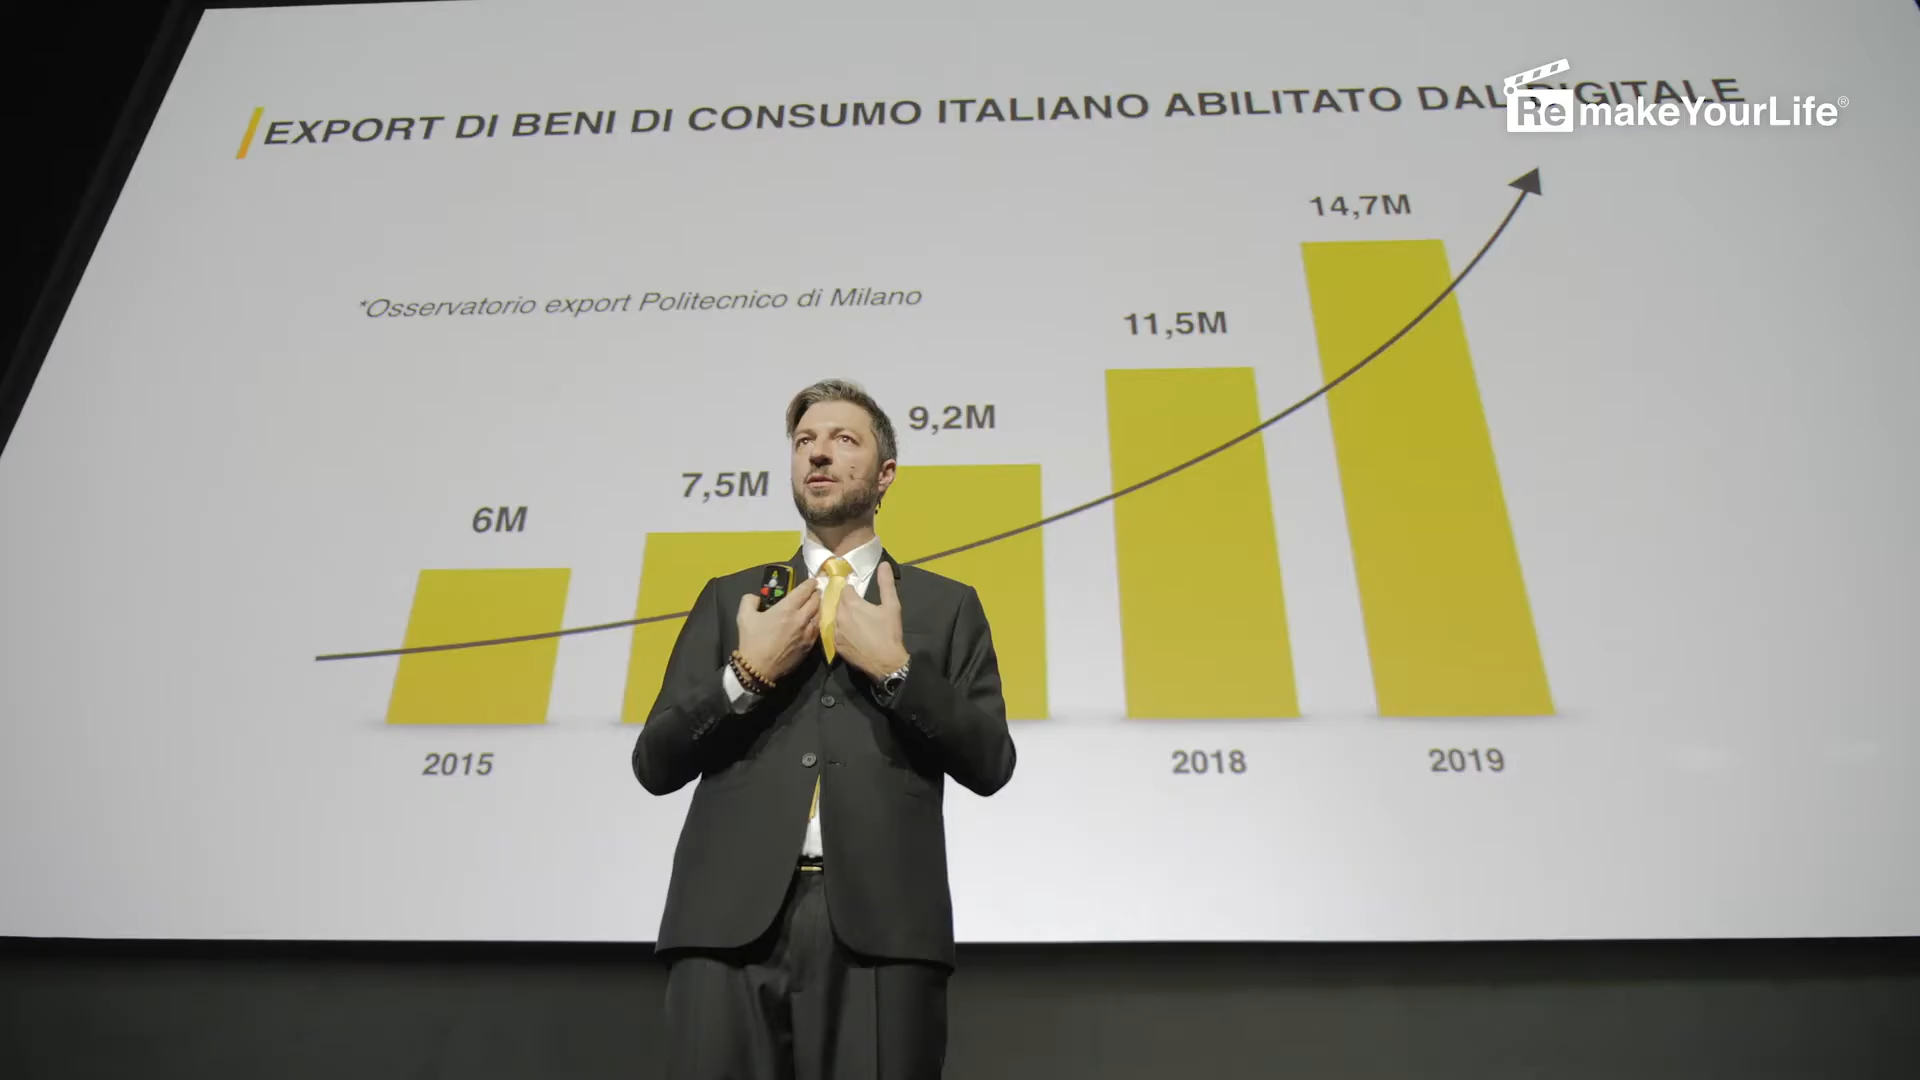 EXPORT DI BENI DI CONSUMO ITALIANO ABILITATO DAL DIGITALE
RemakeYourLife®
14,7M
*Osservatorio export Politecnico di Milano
11,5M
9,2M
7,5M
6M
2015
2018
2019